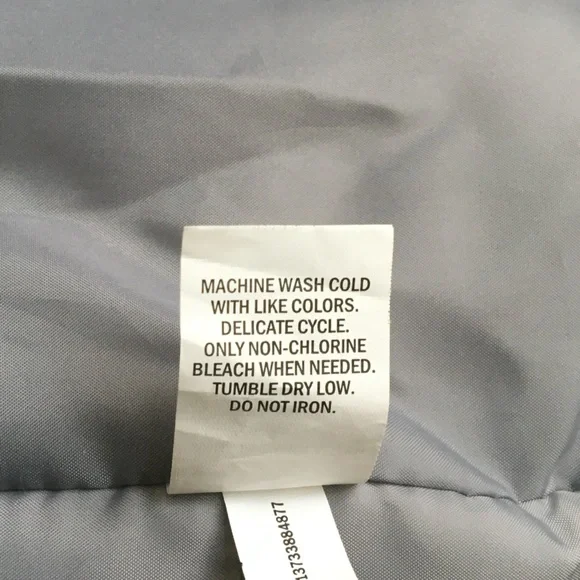 MACHINE WASH COLD
WITH LIKE COLORS.
DELICATE CYCLE.
ONLY NON-CHLORINE
BLEACH WHEN NEEDED.
TUMBLE DRY LOW.
DO NOT IRON.
13733884877